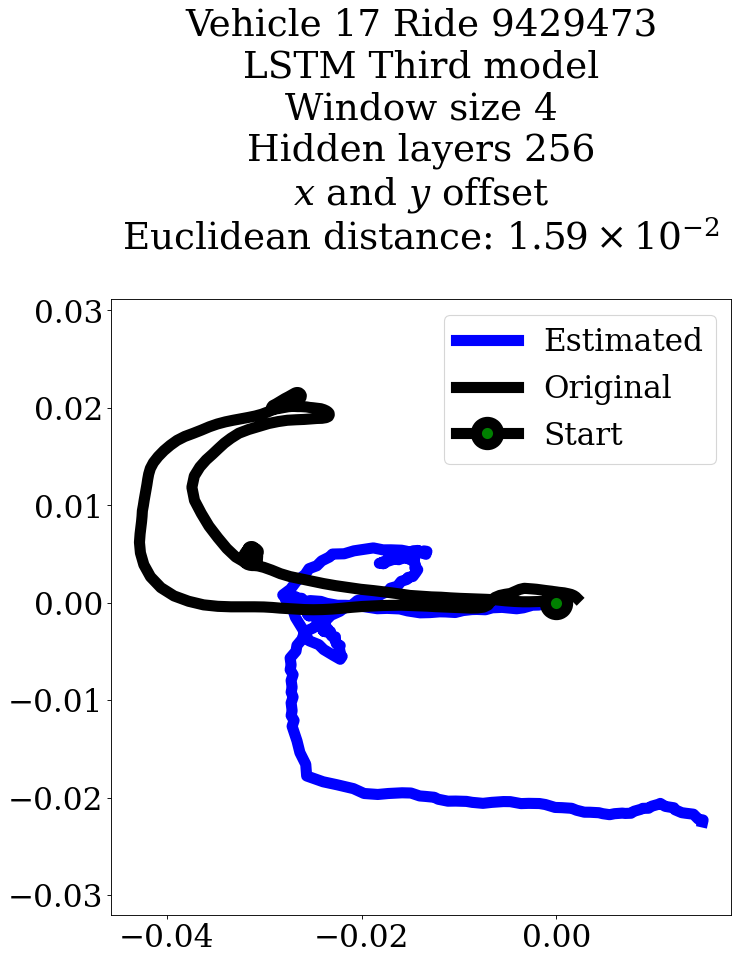 Vehicle 17 Ride 9429473
LSTM Third model
Window size 4
Hidden layers 256
x and y offset
Euclidean distance: 1.59 × 10⁻²
0.03
0.02
0.01
0.00
−0.01
−0.02
−0.03
Estimated
Original
Start
−0.04
−0.02
0.00